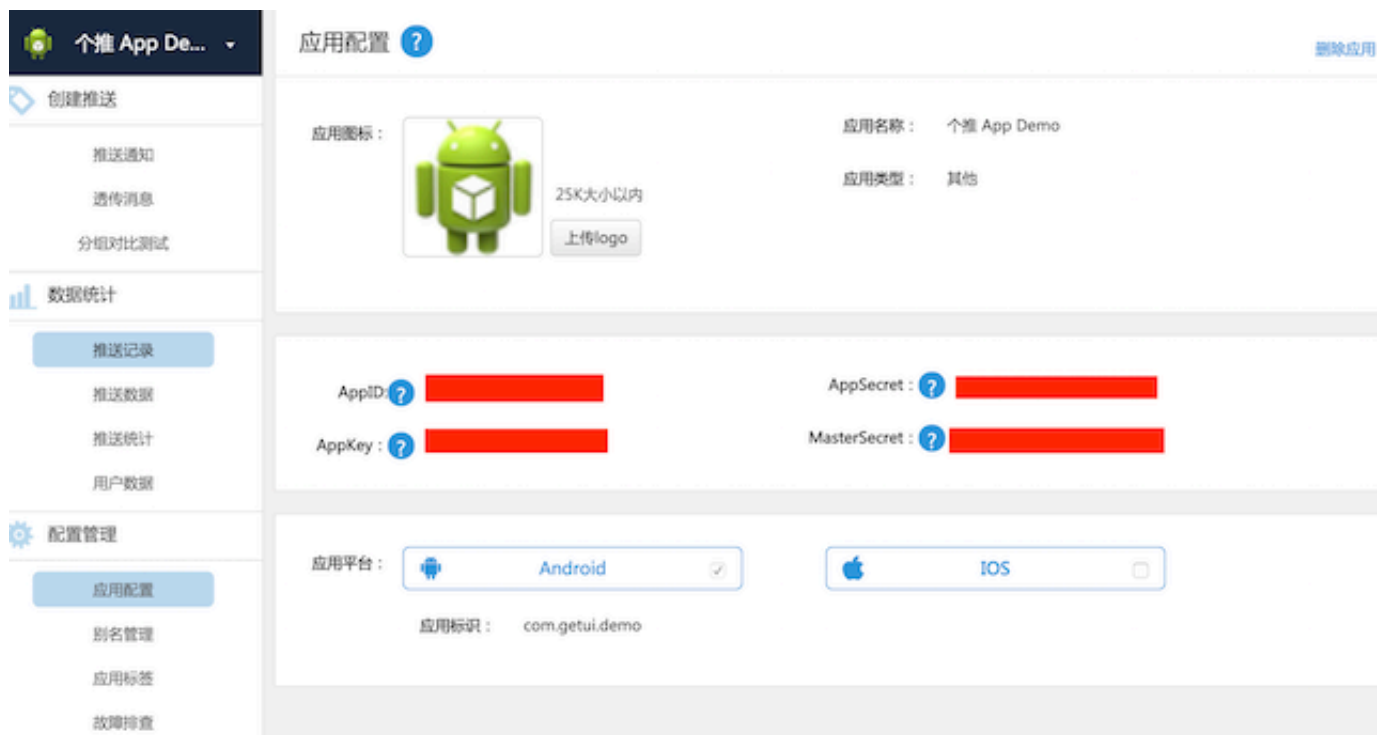 个推 App De...
应用配置 ?
删除应用
创建推送
推送通知
透传消息
分组对比测试
数据统计
推送记录
推送数据
推送统计
用户数据
配置管理
应用配置
别名管理
应用标签
故障排查
应用图标：
25K大小以内
上传logo
应用名称： 个推 App Demo
应用类型： 其他
AppID: ?
AppSecret : ?
AppKey : ?
MasterSecret : ?
应用平台： Android IOS
应用标识： com.getui.demo